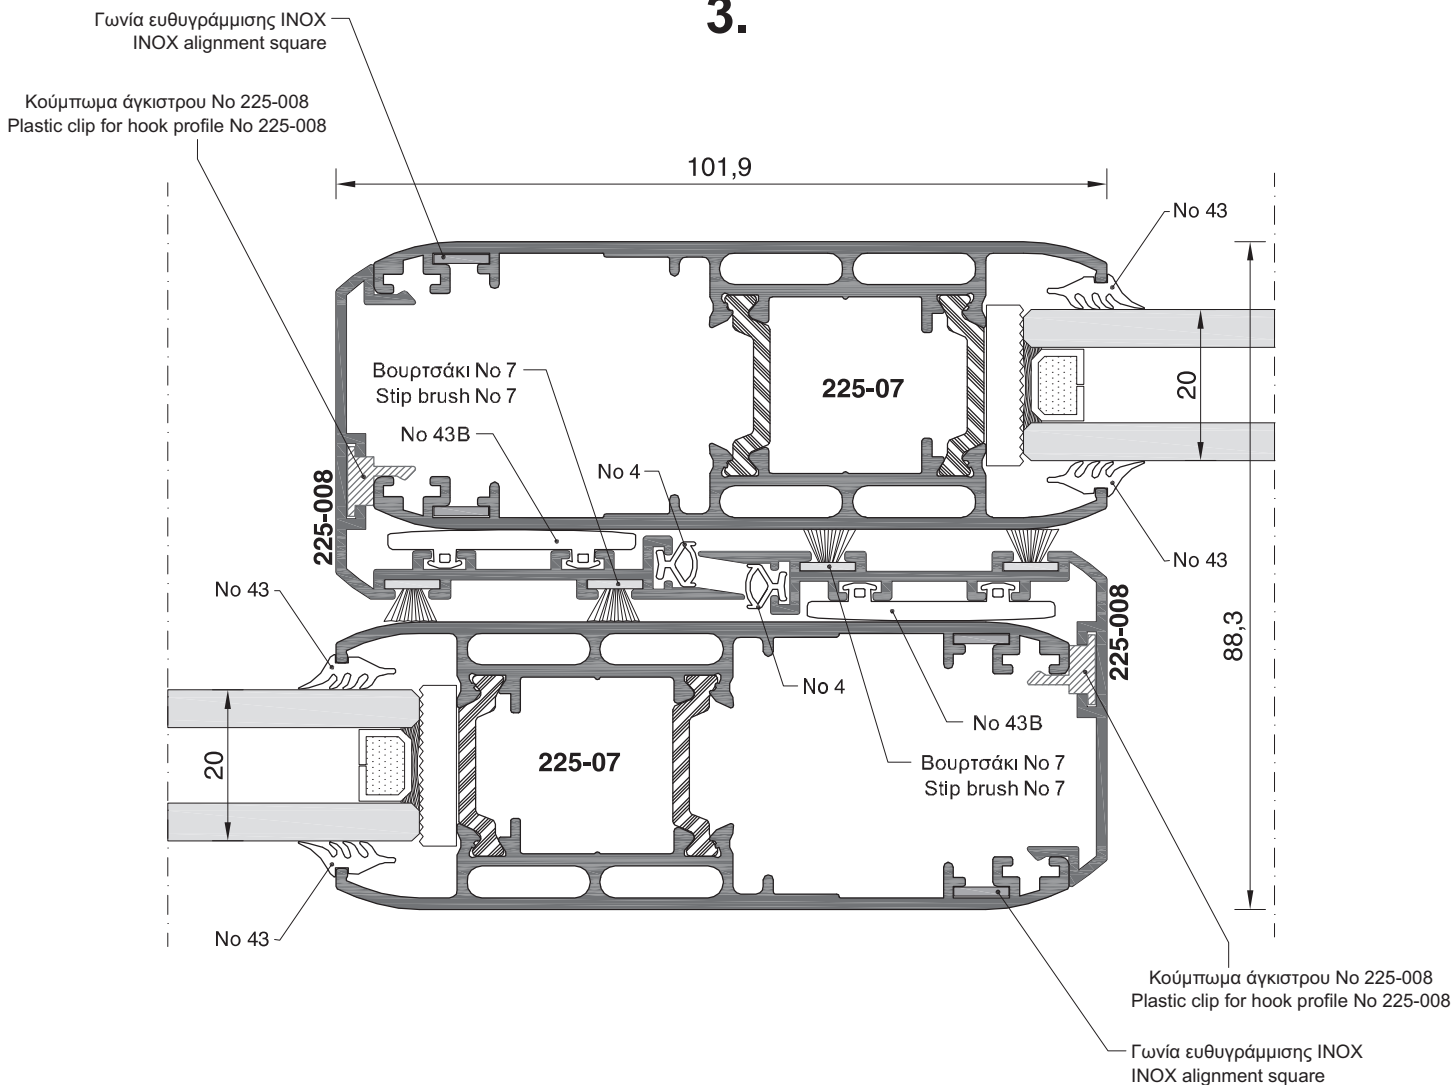 3.
Γωνία ευθυγράμμισης INOX
INOX alignment square
Κούμπωμα άγκιστρου No 225-008
Plastic clip for hook profile No 225-008
101,9
No 43
Βουρτσάκι No 7
Stip brush No 7
225-07
20
No 43B
No 4
225-008
No 43
No 43
225-008
88,3
No 4
No 43B
225-07
20
Βουρτσάκι No 7
Stip brush No 7
No 43
Κούμπωμα άγκιστρου No 225-008
Plastic clip for hook profile No 225-008
Γωνία ευθυγράμμισης INOX
INOX alignment square